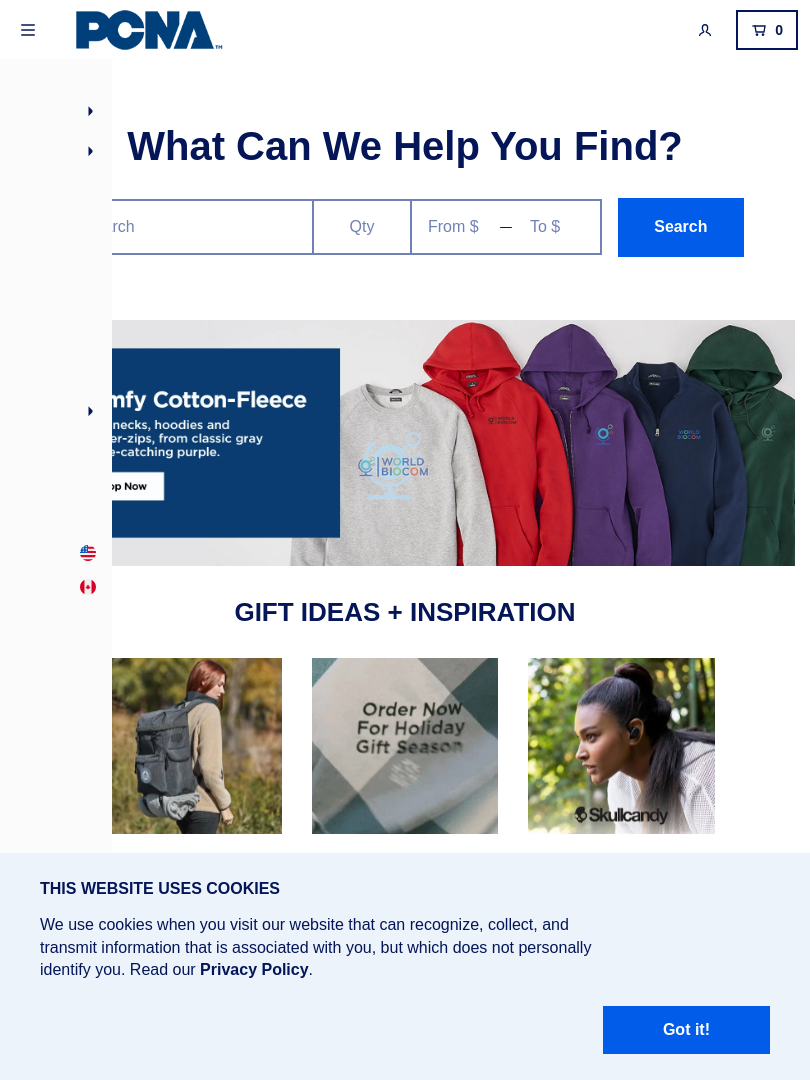 PCNA™
0
What Can We Help You Find?
rch
Qty
From $ — To $
Search
mfy Cotton-Fleece
necks, hoodies and
er-zips, from classic gray
e-catching purple.
op Now
WORLD
BIOCOM
WORLD
BIOCOM
GIFT IDEAS + INSPIRATION
Order Now
For Holiday
Gift Season
Skullcandy
THIS WEBSITE USES COOKIES
We use cookies when you visit our website that can recognize, collect, and
transmit information that is associated with you, but which does not personally
identify you. Read our Privacy Policy.
Got it!